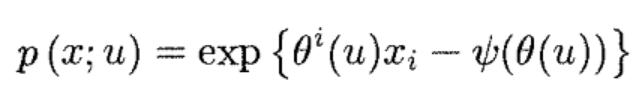 p (x; u) = exp {θ^i(u)x_i − ψ(θ(u))}